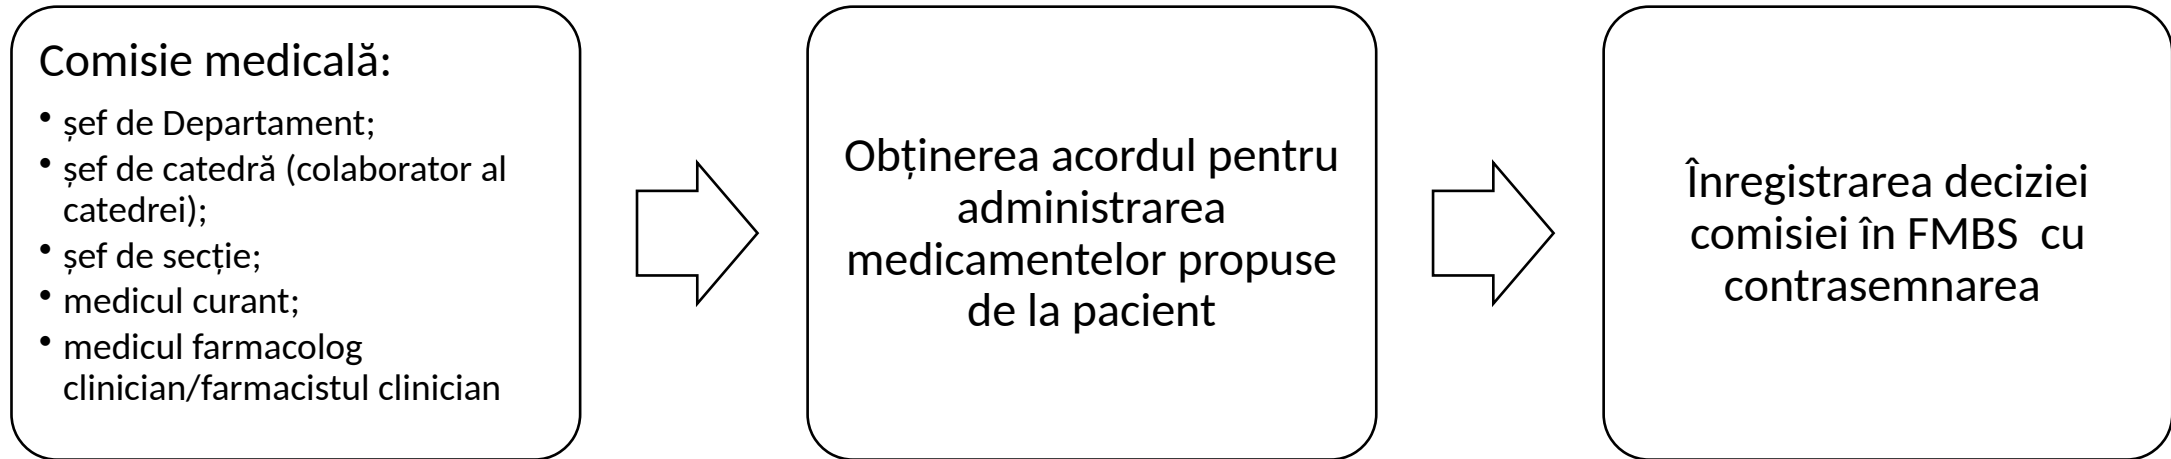 Comisie medicală:
• șef de Departament;
• șef de catedră (colaborator al
catedrei);
• șef de secție;
• medicul curant;
• medicul farmacolog
clinician/farmacistul clinician
Obținerea acordul pentru
administrarea
medicamentelor propuse
de la pacient
Înregistrarea deciziei
comisiei în FMBS  cu
contrasemnarea